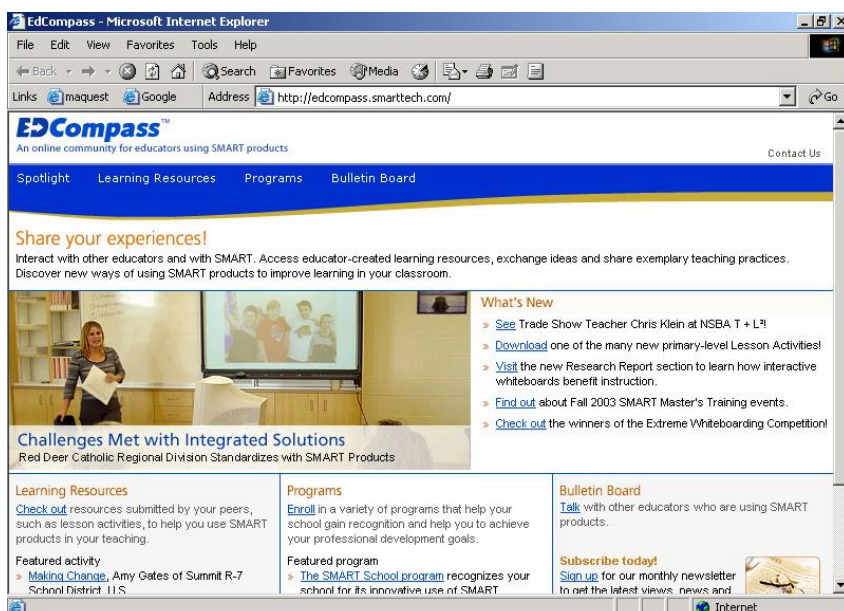 EdCompass - Microsoft Internet Explorer
File Edit View Favorites Tools Help
Back Search Favorites Media
Links maquest Google Address http://edcompass.smarttech.com/ Go
EDCompass™
An online community for educators using SMART products
Contact Us
Spotlight Learning Resources Programs Bulletin Board
Share your experiences!
Interact with other educators and with SMART. Access educator-created learning resources, exchange
ideas and share exemplary teaching practices.
Discover new ways of using SMART products to improve learning in your classroom.
What's New
» See Trade Show Teacher Chris Klein at NSBA T + L²!
» Download one of the many new primary-level Lesson Activities!
» Visit the new Research Report section to learn how interactive
whiteboards benefit instruction.
» Find out about Fall 2003 SMART Master's Training events.
» Check out the winners of the Extreme Whiteboarding Competition!
Challenges Met with Integrated Solutions
Red Deer Catholic Regional Division Standardizes with SMART Products
Learning Resources
Check out resources submitted by your peers,
such as lesson activities, to help you use SMART
products in your teaching.
Featured activity
» Making Change, Amy Gates of Summit R-7
School District, U.S.
Programs
Enroll in a variety of programs that help your
school gain recognition and help you to achieve
your professional development goals.
Featured program
» The SMART School program recognizes your
school for its innovative use of SMART
Bulletin Board
Talk with other educators who are using SMART
products.
Subscribe today!
Sign up for our monthly newsletter
to get the latest views, news and
Internet